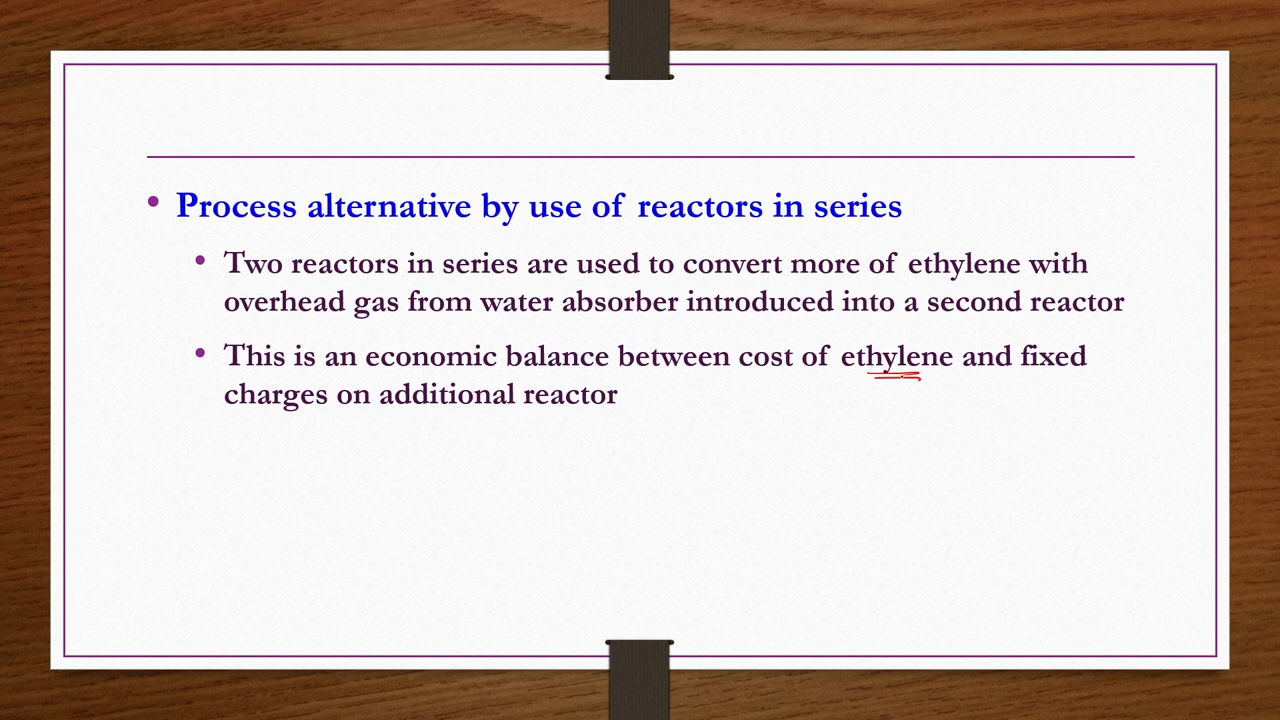 • Process alternative by use of reactors in series
• Two reactors in series are used to convert more of ethylene with
overhead gas from water absorber introduced into a second reactor
• This is an economic balance between cost of ethylene and fixed
charges on additional reactor